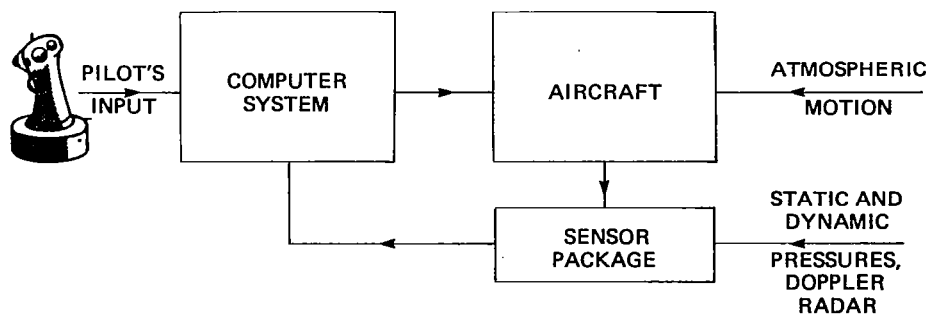 PILOT'S
INPUT
COMPUTER
SYSTEM
AIRCRAFT
ATMOSPHERIC
MOTION
SENSOR
PACKAGE
STATIC AND
DYNAMIC
PRESSURES,
DOPPLER
RADAR